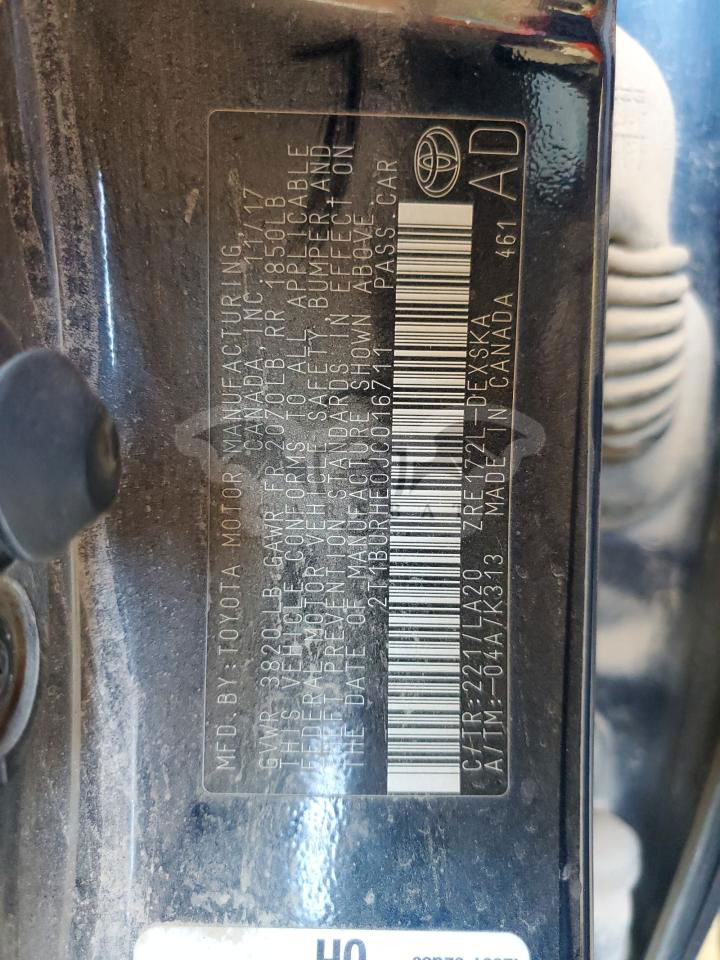 MFD. BY: TOYOTA MOTOR MANUFACTURING,
CANADA, INC. 11/17
GVWR 3820LB GAWR FR 2070LB RR 1850LB
THIS VEHICLE CONFORMS TO ALL APPLICABLE
FEDERAL MOTOR VEHICLE SAFETY, BUMPER, AND
THEFT PREVENTION STANDARDS IN EFFECT ON
THE DATE OF MANUFACTURE SHOWN ABOVE.
2T1BURHE0JC016711 PASS. CAR
C/TR:221/LA20 ZRE172L-DEXSKA
A/TM:-04A/K313 MADE IN CANADA 461
AD